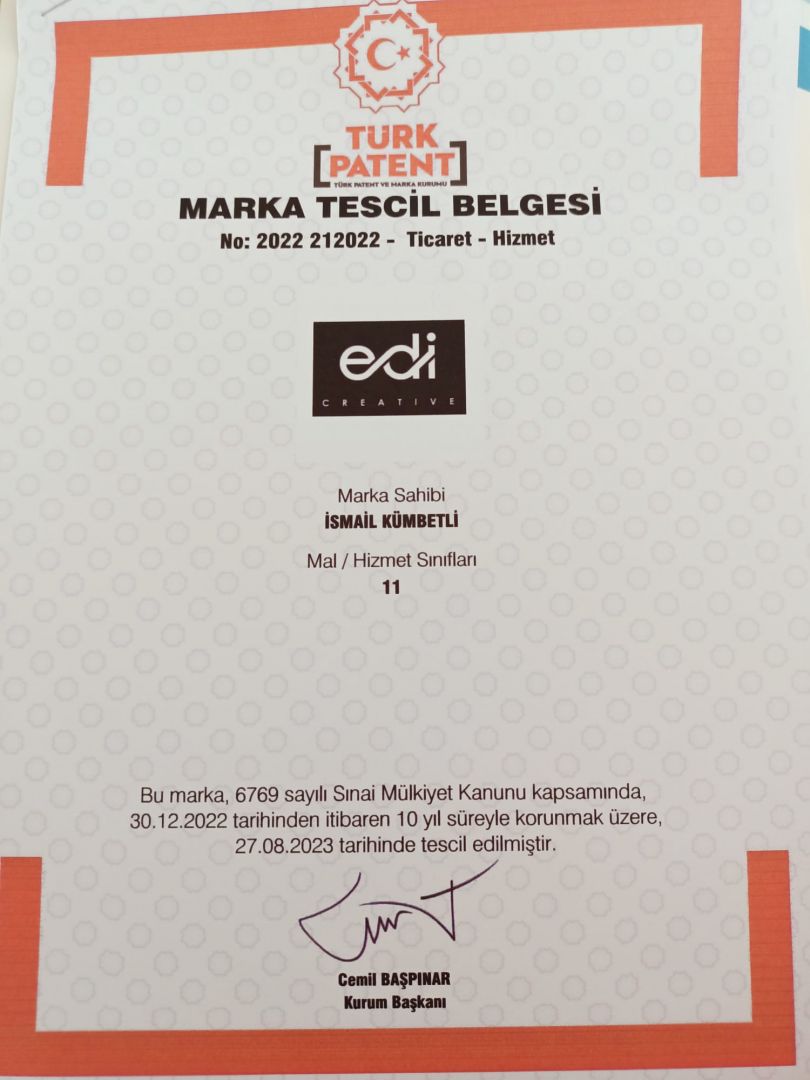 TÜRK
PATENT
TÜRK PATENT VE MARKA KURUMU
MARKA TESCİL BELGESİ
No: 2022 212022 - Ticaret - Hizmet
edi
CREATIVE
Marka Sahibi
İSMAİL KÜMBETLİ
Mal / Hizmet Sınıfları
11
Bu marka, 6769 sayılı Sınai Mülkiyet Kanunu kapsamında,
30.12.2022 tarihinden itibaren 10 yıl süreyle korunmak üzere,
27.08.2023 tarihinde tescil edilmiştir.
Cemil BAŞPINAR
Kurum Başkanı